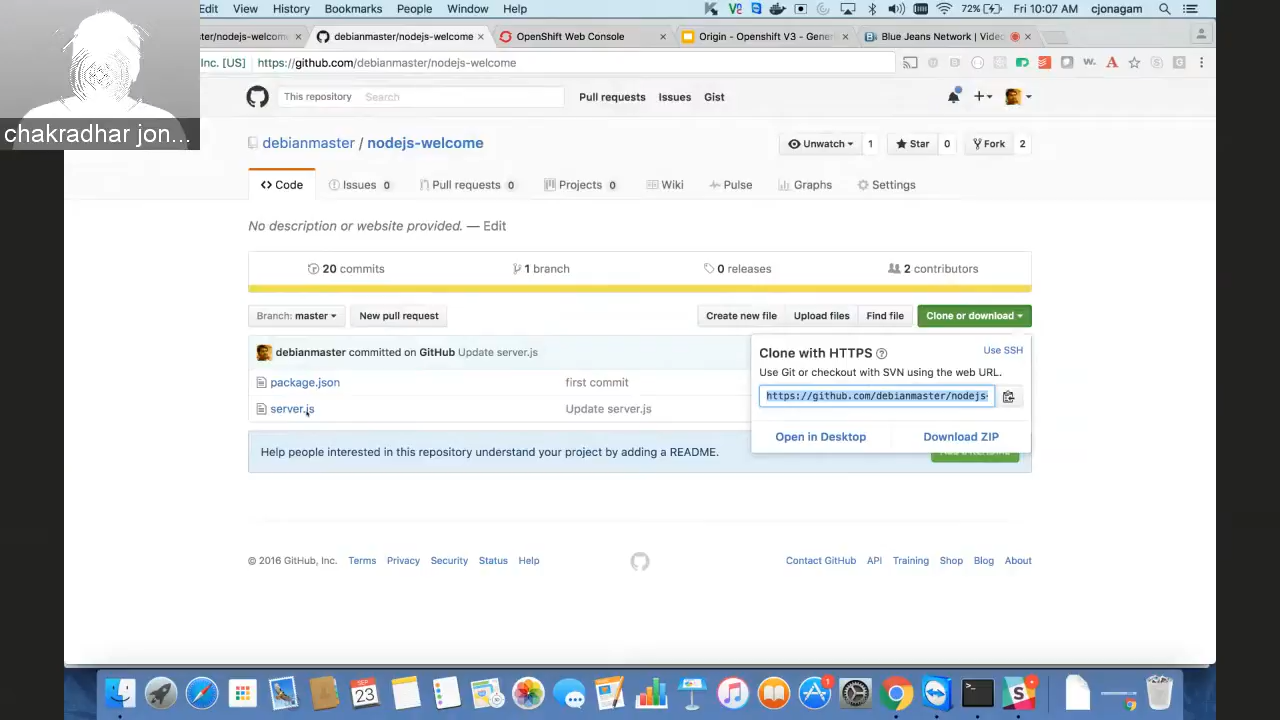 Edit View History Bookmarks People Window Help 72% Fri 10:07 AM cjonagam
ter/nodejs-welcome × debianmaster/nodejs-welcome × OpenShift Web Console × Origin - Openshift V3 - Gener × Blue Jeans Network | Video ×
Inc. [US] https://github.com/debianmaster/nodejs-welcome
chakradhar jon...
This repository Search Pull requests Issues Gist
debianmaster / nodejs-welcome Unwatch 1 Star 0 Fork 2
<> Code Issues 0 Pull requests 0 Projects 0 Wiki Pulse Graphs Settings
No description or website provided. — Edit
20 commits 1 branch 0 releases 2 contributors
Branch: master New pull request Create new file Upload files Find file Clone or download
debianmaster committed on GitHub Update server.js
package.json first commit
server.js Update server.js
Help people interested in this repository understand your project by adding a README.
Clone with HTTPS Use SSH
Use Git or checkout with SVN using the web URL.
https://github.com/debianmaster/nodejs-
Open in Desktop Download ZIP
© 2016 GitHub, Inc. Terms Privacy Security Status Help Contact GitHub API Training Shop Blog About
SEP
23
1